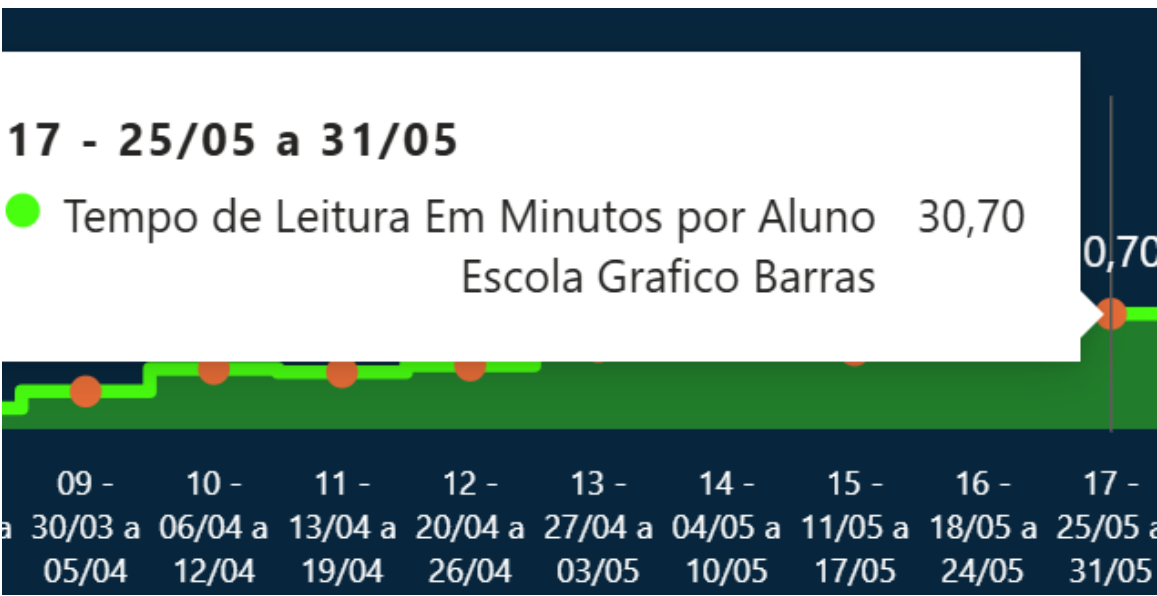 17 - 25/05 a 31/05
Tempo de Leitura Em Minutos por Aluno 30,70
Escola Grafico Barras
0,70
09 - 10 - 11 - 12 - 13 - 14 - 15 - 16 - 17 -
a 30/03 a 06/04 a 13/04 a 20/04 a 27/04 a 04/05 a 11/05 a 18/05 a 25/05 a
05/04 12/04 19/04 26/04 03/05 10/05 17/05 24/05 31/05